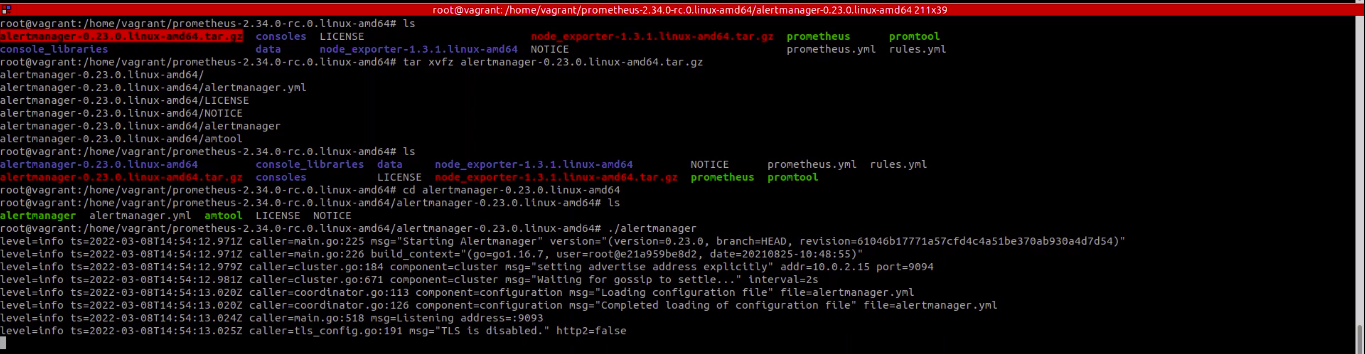 root@vagrant: /home/vagrant/prometheus-2.34.0-rc.0.linux-amd64/alertmanager-0.23.0.linux-amd64 211x39
root@vagrant:/home/vagrant/prometheus-2.34.0-rc.0.linux-amd64# ls
alertmanager-0.23.0.linux-amd64.tar.gz consoles LICENSE node_exporter-1.3.1.linux-amd64.tar.gz prometheus promtool
console_libraries data node_exporter-1.3.1.linux-amd64 NOTICE prometheus.yml rules.yml
root@vagrant:/home/vagrant/prometheus-2.34.0-rc.0.linux-amd64# tar xvfz alertmanager-0.23.0.linux-amd64.tar.gz
alertmanager-0.23.0.linux-amd64/
alertmanager-0.23.0.linux-amd64/alertmanager.yml
alertmanager-0.23.0.linux-amd64/LICENSE
alertmanager-0.23.0.linux-amd64/NOTICE
alertmanager-0.23.0.linux-amd64/alertmanager
alertmanager-0.23.0.linux-amd64/amtool
root@vagrant:/home/vagrant/prometheus-2.34.0-rc.0.linux-amd64# ls
alertmanager-0.23.0.linux-amd64 console_libraries data node_exporter-1.3.1.linux-amd64 NOTICE prometheus.yml rules.yml
alertmanager-0.23.0.linux-amd64.tar.gz consoles LICENSE node_exporter-1.3.1.linux-amd64.tar.gz prometheus promtool
root@vagrant:/home/vagrant/prometheus-2.34.0-rc.0.linux-amd64# cd alertmanager-0.23.0.linux-amd64
root@vagrant:/home/vagrant/prometheus-2.34.0-rc.0.linux-amd64/alertmanager-0.23.0.linux-amd64# ls
alertmanager alertmanager.yml amtool LICENSE NOTICE
root@vagrant:/home/vagrant/prometheus-2.34.0-rc.0.linux-amd64/alertmanager-0.23.0.linux-amd64# ./alertmanager
level=info ts=2022-03-08T14:54:12.971Z caller=main.go:225 msg="Starting Alertmanager" version="(version=0.23.0, branch=HEAD, revision=61046b17771a57cfd4c4a51be370ab930a4d7d54)"
level=info ts=2022-03-08T14:54:12.971Z caller=main.go:226 build_context="(go=go1.16.7, user=root@e21a959be8d2, date=20210825-10:48:55)"
level=info ts=2022-03-08T14:54:12.979Z caller=cluster.go:184 component=cluster msg="setting advertise address explicitly" addr=10.0.2.15 port=9094
level=info ts=2022-03-08T14:54:12.981Z caller=cluster.go:671 component=cluster msg="Waiting for gossip to settle..." interval=2s
level=info ts=2022-03-08T14:54:13.020Z caller=coordinator.go:113 component=configuration msg="Loading configuration file" file=alertmanager.yml
level=info ts=2022-03-08T14:54:13.020Z caller=coordinator.go:126 component=configuration msg="Completed loading of configuration file" file=alertmanager.yml
level=info ts=2022-03-08T14:54:13.024Z caller=main.go:518 msg=Listening address=:9093
level=info ts=2022-03-08T14:54:13.025Z caller=tls_config.go:191 msg="TLS is disabled." http2=false